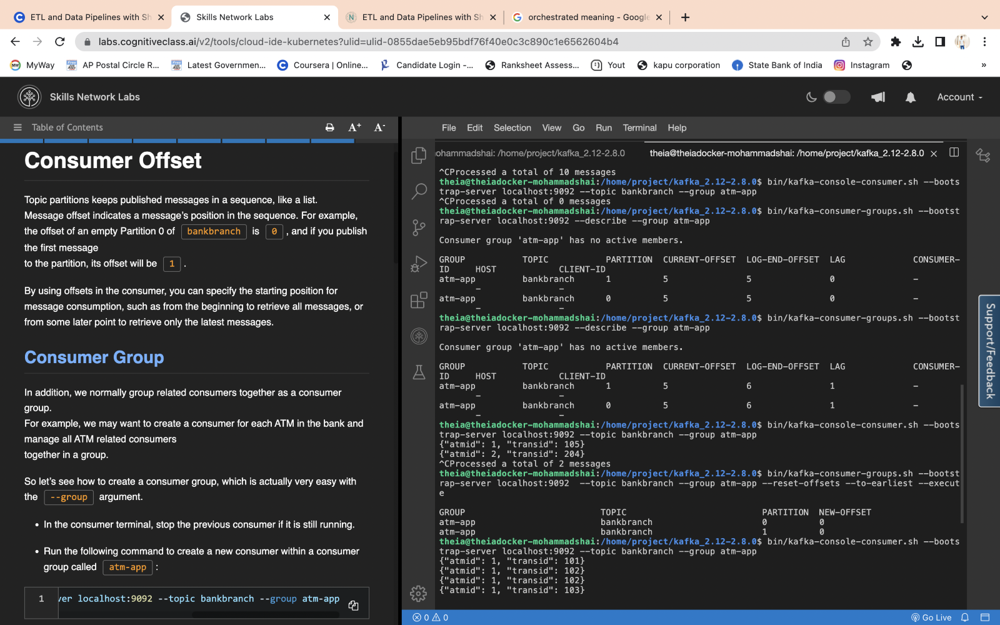 ETL and Data Pipelines with Sh
Skills Network Labs
ETL and Data Pipelines with Sh
orchestrated meaning - Google
labs.cognitiveclass.ai/v2/tools/cloud-ide-kubernetes?ulid=ulid-0855dae5eb95bdf76f40e0c3c890c1e6562604b4
MyWay
AP Postal Circle R...
Latest Governmen...
Coursera | Online...
Candidate Login -...
Ranksheet Assess...
Yout
kapu corporation
State Bank of India
Instagram
»
Skills Network Labs
Account
Table of Contents
A+
A-
File Edit Selection View Go Run Terminal Help
Consumer Offset
Topic partitions keeps published messages in a sequence, like a list.
Message offset indicates a message's position in the sequence. For example,
the offset of an empty Partition 0 of bankbranch is 0 , and if you publish
the first message
to the partition, its offset will be 1 .
By using offsets in the consumer, you can specify the starting position for
message consumption, such as from the beginning to retrieve all messages, or
from some later point to retrieve only the latest messages.
Consumer Group
In addition, we normally group related consumers together as a consumer
group.
For example, we may want to create a consumer for each ATM in the bank and
manage all ATM related consumers
together in a group.
So let's see how to create a consumer group, which is actually very easy with
the --group argument.
• In the consumer terminal, stop the previous consumer if it is still running.
• Run the following command to create a new consumer within a consumer
group called atm-app :
1 ver localhost:9092 --topic bankbranch --group atm-app
ohammadshai: /home/project/kafka_2.12-2.8.0
theia@theiadocker-mohammadshai: /home/project/kafka_2.12-2.8.0
^CProcessed a total of 10 messages
theia@theiadocker-mohammadshai:/home/project/kafka_2.12-2.8.0$ bin/kafka-console-consumer.sh --boots
trap-server localhost:9092 --topic bankbranch --group atm-app
^CProcessed a total of 0 messages
theia@theiadocker-mohammadshai:/home/project/kafka_2.12-2.8.0$ bin/kafka-consumer-groups.sh --bootst
rap-server localhost:9092 --describe --group atm-app
Consumer group 'atm-app' has no active members.
GROUP TOPIC PARTITION CURRENT-OFFSET LOG-END-OFFSET LAG CONSUMER-
ID HOST CLIENT-ID
atm-app bankbranch 1 5 5 0 -
- -
atm-app bankbranch 0 5 5 0 -
- -
theia@theiadocker-mohammadshai:/home/project/kafka_2.12-2.8.0$ bin/kafka-consumer-groups.sh --bootst
rap-server localhost:9092 --describe --group atm-app
Consumer group 'atm-app' has no active members.
GROUP TOPIC PARTITION CURRENT-OFFSET LOG-END-OFFSET LAG CONSUMER-
ID HOST CLIENT-ID
atm-app bankbranch 1 5 6 1 -
- -
atm-app bankbranch 0 5 6 1 -
- -
theia@theiadocker-mohammadshai:/home/project/kafka_2.12-2.8.0$ bin/kafka-console-consumer.sh --boots
trap-server localhost:9092 --topic bankbranch --group atm-app
{"atmid": 1, "transid": 105}
{"atmid": 2, "transid": 204}
^CProcessed a total of 2 messages
theia@theiadocker-mohammadshai:/home/project/kafka_2.12-2.8.0$ bin/kafka-consumer-groups.sh --bootst
rap-server localhost:9092  --topic bankbranch --group atm-app --reset-offsets --to-earliest --execut
e
GROUP TOPIC PARTITION NEW-OFFSET
atm-app bankbranch 0 0
atm-app bankbranch 1 0
theia@theiadocker-mohammadshai:/home/project/kafka_2.12-2.8.0$ bin/kafka-console-consumer.sh --boots
trap-server localhost:9092 --topic bankbranch --group atm-app
{"atmid": 1, "transid": 101}
{"atmid": 1, "transid": 102}
{"atmid": 1, "transid": 102}
{"atmid": 1, "transid": 103}
Support/Feedback
0 0
Go Live